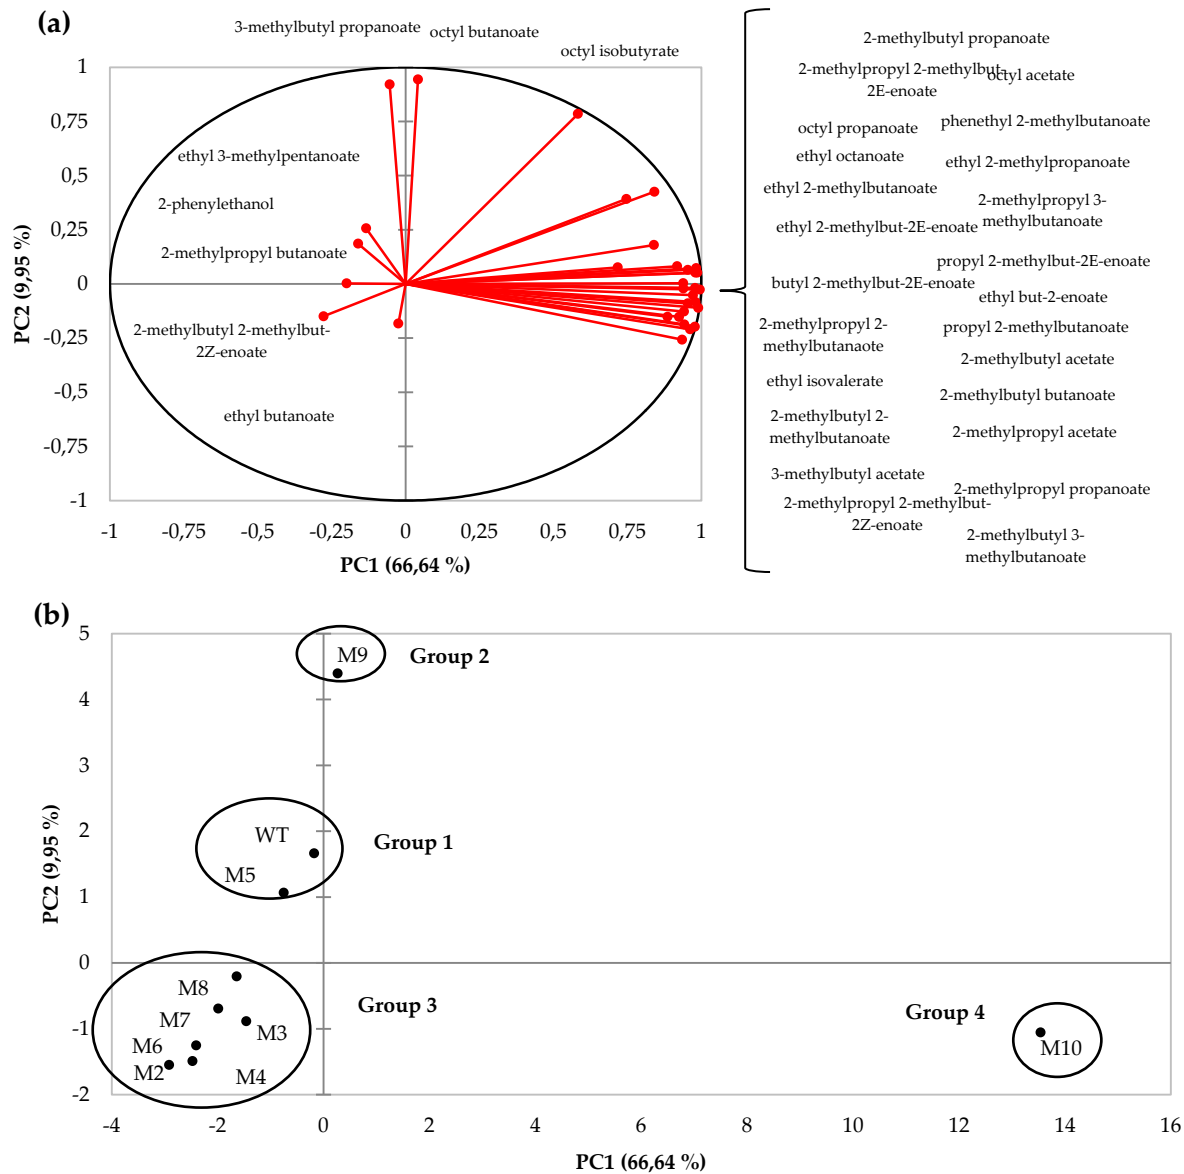 (a)
3-methylbutyl propanoate
octyl butanoate
octyl isobutyrate
1
0,75
0,5
0,25
0
-0,25
-0,5
-0,75
-1
PC2 (9,95 %)
ethyl 3-methylpentanoate
2-phenylethanol
2-methylpropyl butanoate
2-methylbutyl 2-methylbut-
2Z-enoate
ethyl butanoate
-1
-0,75
-0,5
-0,25
0
0,25
0,5
0,75
1
PC1 (66,64 %)
2-methylbutyl propanoate
2-methylpropyl 2-methylbut-
2E-enoate
octyl acetate
octyl propanoate
phenethyl 2-methylbutanoate
ethyl octanoate
ethyl 2-methylpropanoate
ethyl 2-methylbutanoate
2-methylpropyl 3-
methylbutanoate
ethyl 2-methylbut-2E-enoate
propyl 2-methylbut-2E-enoate
butyl 2-methylbut-2E-enoate
ethyl but-2-enoate
2-methylpropyl 2-
methylbutanaote
propyl 2-methylbutanoate
2-methylbutyl acetate
ethyl isovalerate
2-methylbutyl butanoate
2-methylbutyl 2-
methylbutanoate
2-methylpropyl acetate
3-methylbutyl acetate
2-methylpropyl propanoate
2-methylpropyl 2-methylbut-
2Z-enoate
2-methylbutyl 3-
methylbutanoate
(b)
5
4
3
2
1
0
-1
-2
PC2 (9,95 %)
M9
Group 2
WT
M5
Group 1
M8
M7
M6
M2
M3
M4
Group 3
Group 4
M10
-4
-2
0
2
4
6
8
10
12
14
16
PC1 (66,64 %)